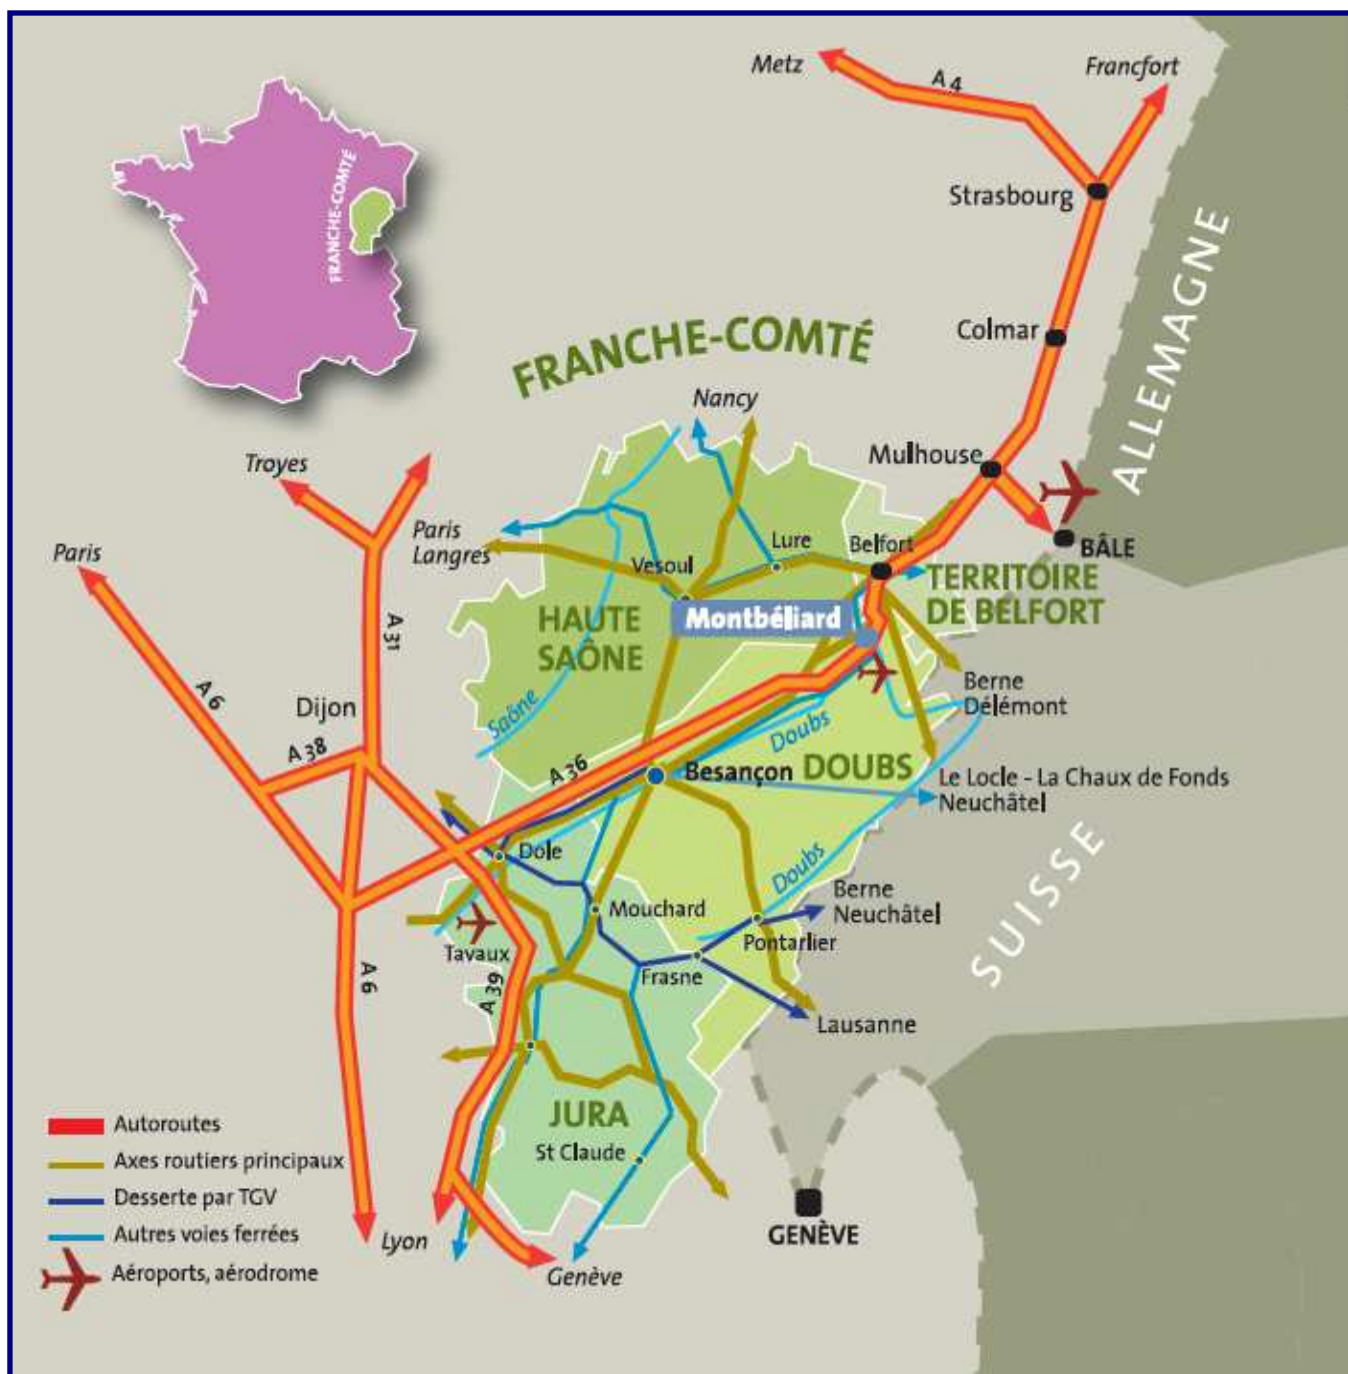 Metz
A 4
Francfort
Strasbourg
FRANCHE-COMTÉ
ALLEMAGNE
Colmar
FRANCHE-COMTÉ
Nancy
Troyes
Mulhouse
Paris
Langres
Paris
Lure
Belfort
BÂLE
Vesoul
TERRITOIRE
DE BELFORT
HAUTE
SAÔNE
Montbéliard
A 31
A 6
Dijon
Saône
Berne
Délémont
A 38
A 36
Doubs
Besançon
DOUBS
Le Locle - La Chaux de Fonds
Neuchâtel
Dole
Doubs
SUISSE
Berne
Neuchâtel
Mouchard
Pontarlier
Tavaux
Frasne
A 6
A 39
Lausanne
JURA
St Claude
Autoroutes
Axes routiers principaux
Desserte par TGV
Autres voies ferrées
Aéroports, aérodrome
Lyon
Genève
GENÈVE